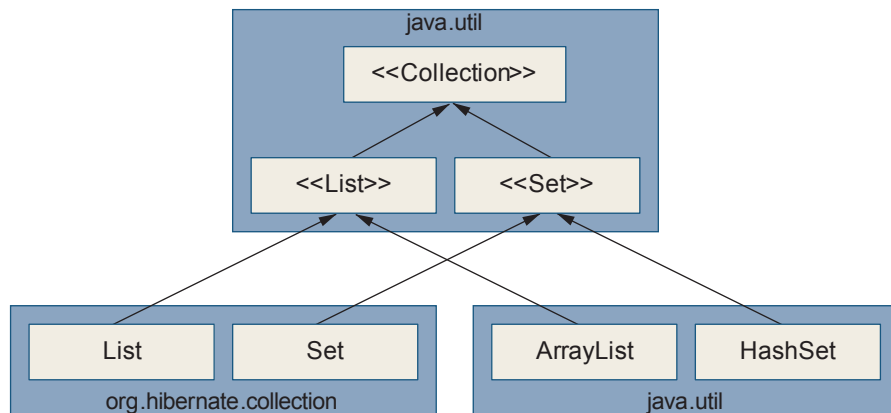 java.util
<<Collection>>
<<List>>
<<Set>>
List
Set
ArrayList
HashSet
org.hibernate.collection
java.util